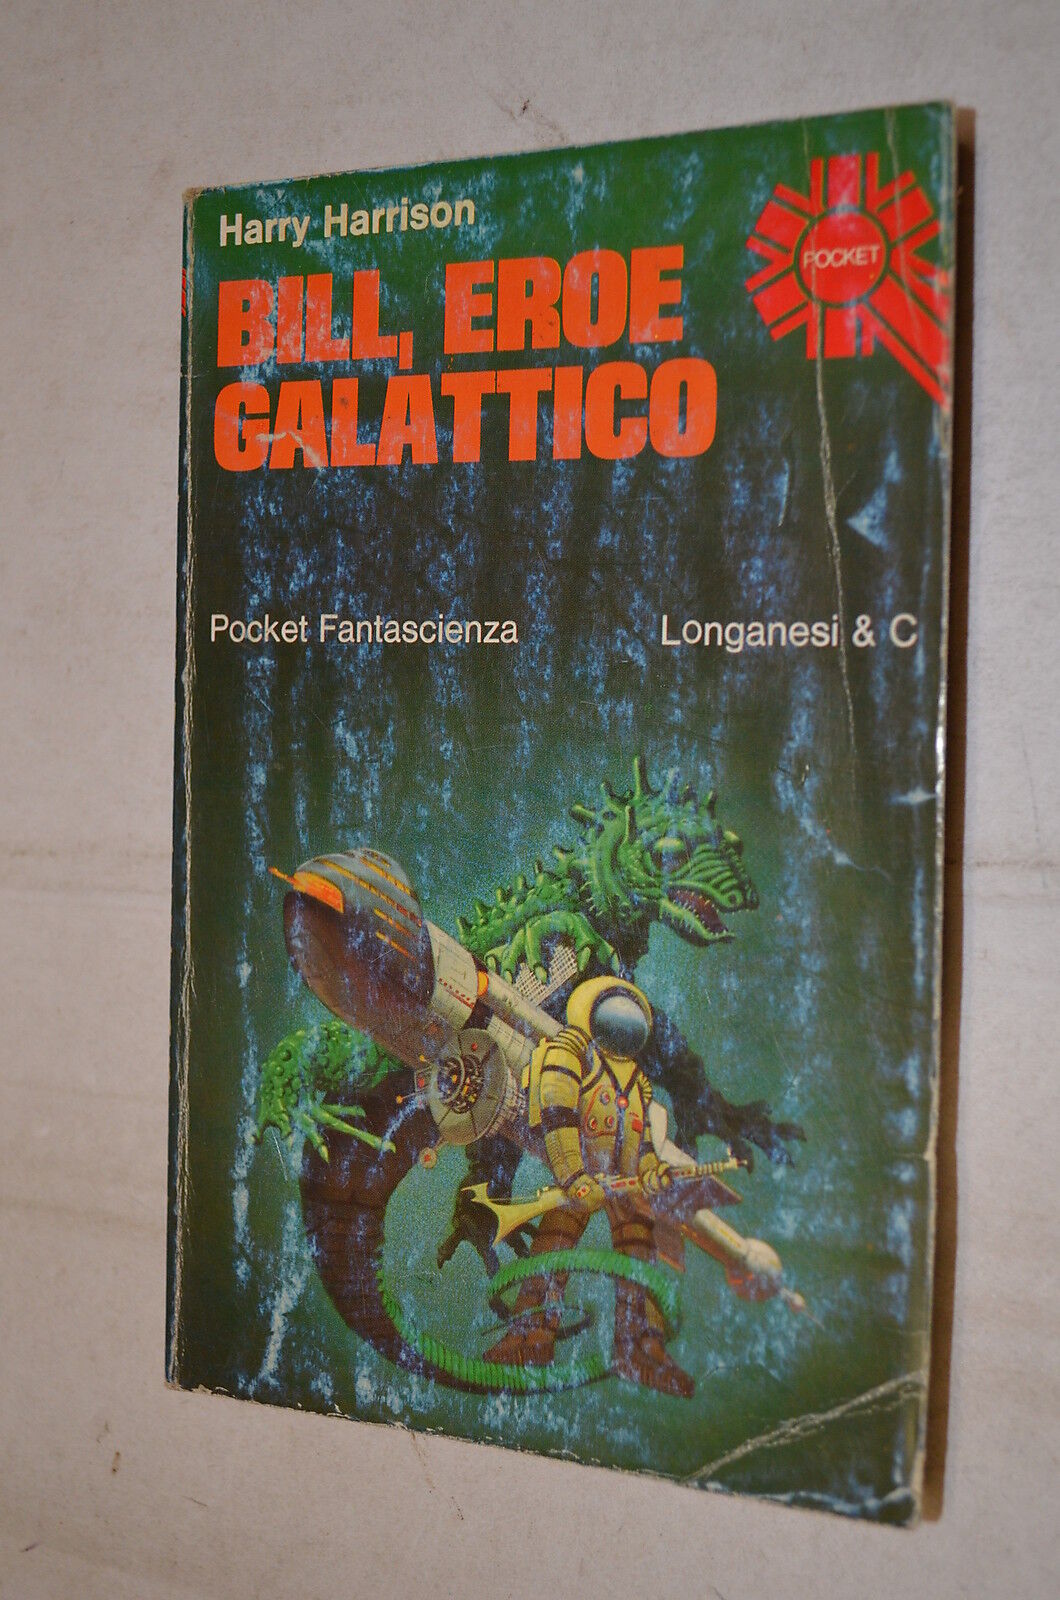 Harry Harrison
POCKET
BILL, EROE
GALATTICO
Pocket Fantascienza
Longanesi & C